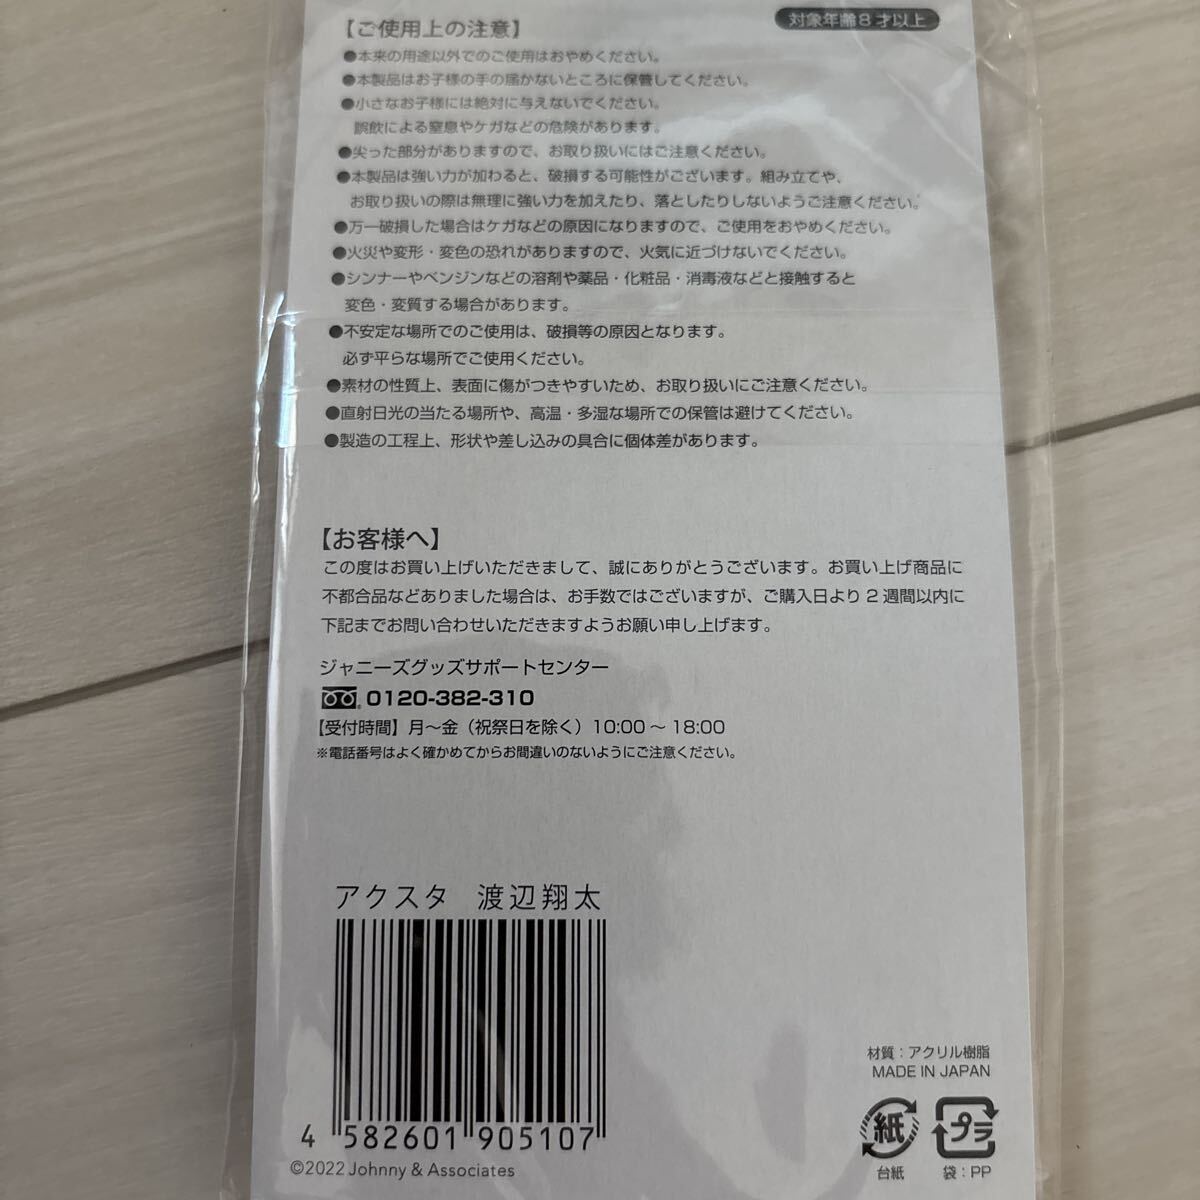 対象年齢8才以上
【ご使用上の注意】
●本来の用途以外でのご使用はおやめください。
●本製品はお子様の手の届かないところに保管してください。
●小さなお子様には絶対に与えないでください。
誤飲による窒息やケガなどの危険があります。
●尖った部分がありますので、お取り扱いにはご注意ください。
●本製品は強い力が加わると、破損する可能性がございます。組み立てや、
お取り扱いの際は無理に強い力を加えたり、落としたりしないようご注意ください。
●万一破損した場合はケガなどの原因になりますので、ご使用をおやめください。
●火災や変形・変色の恐れがありますので、火気に近づけないでください。
●シンナーやベンジンなどの溶剤や薬品・化粧品・消毒液などと接触すると
変色・変質する場合があります。
●不安定な場所でのご使用は、破損等の原因となります。
必ず平らな場所でご使用ください。
●素材の性質上、表面に傷がつきやすいため、お取り扱いにご注意ください。
●直射日光の当たる場所や、高温・多湿な場所での保管は避けてください。
●製造の工程上、形状や差し込みの具合に個体差があります。
【お客様へ】
この度はお買い上げいただきまして、誠にありがとうございます。お買い上げ商品に
不都合品などありました場合は、お手数ではございますが、ご購入日より2週間以内に
下記までお問い合わせいただきますようお願い申し上げます。
ジャニーズグッズサポートセンター
0120-382-310
【受付時間】月〜金（祝祭日を除く）10:00 〜 18:00
※電話番号はよく確かめてからお間違いのないようにご注意ください。
アクスタ 渡辺翔太
4 582601 905107
©2022 Johnny & Associates
材質：アクリル樹脂
MADE IN JAPAN
紙
プラ
台紙
袋：PP